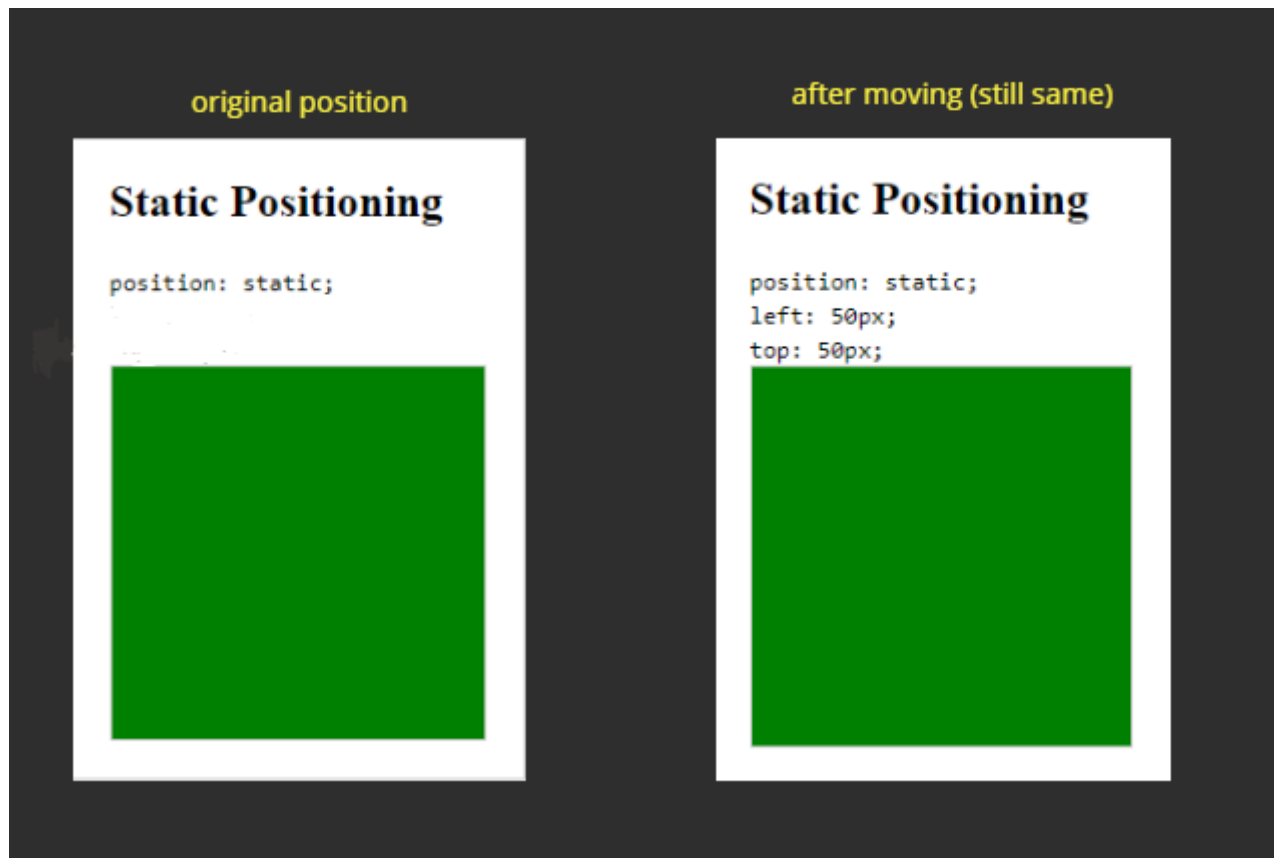 original position
Static Positioning
position: static;
after moving (still same)
Static Positioning
position: static;
left: 50px;
top: 50px;